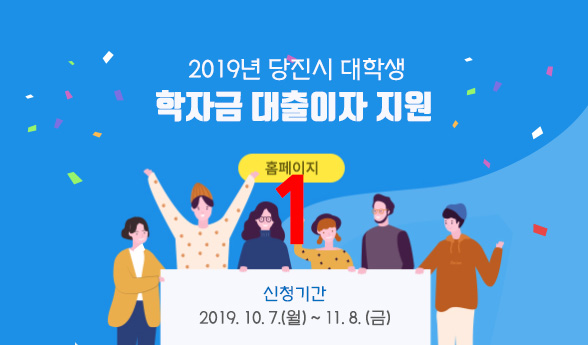 2019년 당진시 대학생
학자금 대출이자 지원
홈페이지
1
신청기간
2019. 10. 7.(월) ~ 11. 8. (금)